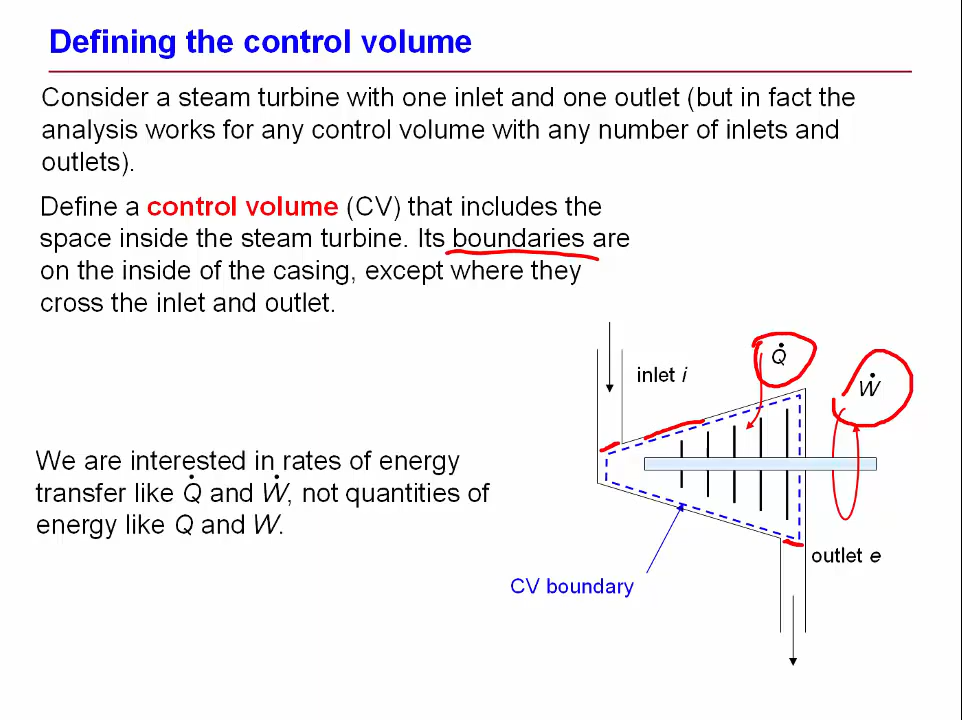 Defining the control volume
Consider a steam turbine with one inlet and one outlet (but in fact the
analysis works for any control volume with any number of inlets and
outlets).
Define a control volume (CV) that includes the
space inside the steam turbine. Its boundaries are
on the inside of the casing, except where they
cross the inlet and outlet.
Q̇
inlet i
Ẇ
We are interested in rates of energy
transfer like Q̇ and Ẇ, not quantities of
energy like Q and W.
outlet e
CV boundary